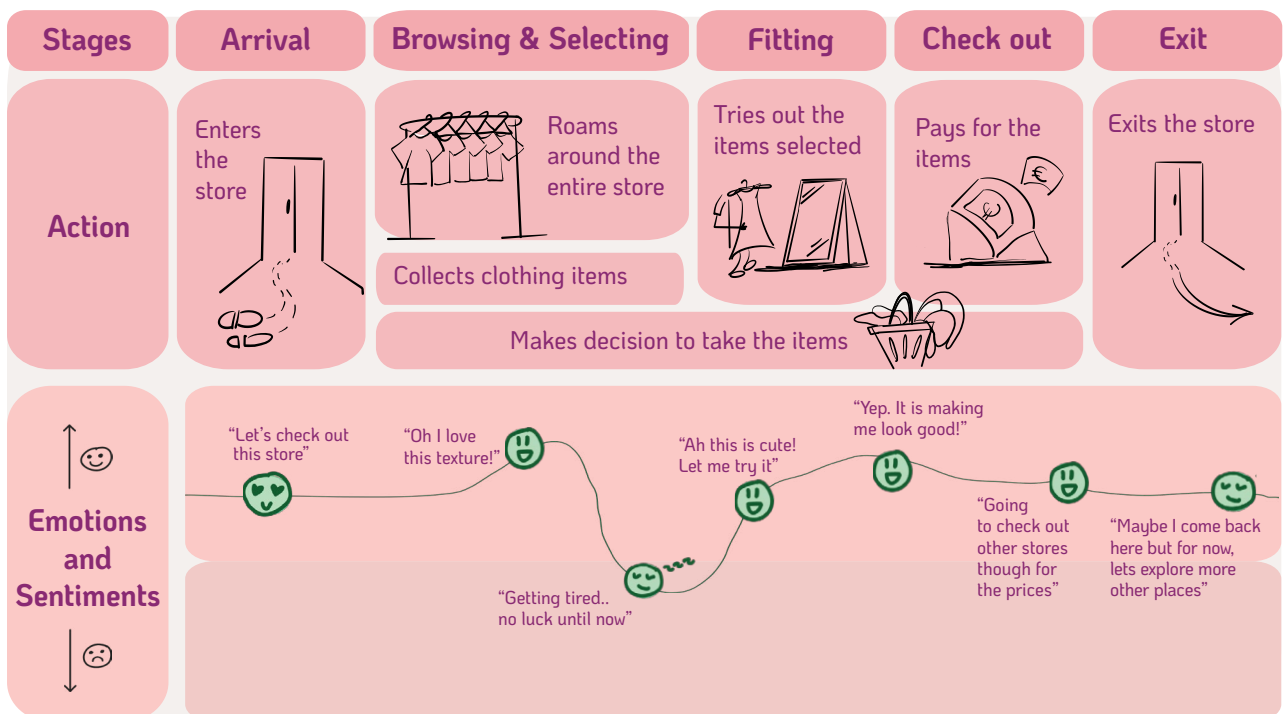 Stages
Arrival
Browsing & Selecting
Fitting
Check out
Exit
Action
Enters
the
store
Roams
around the
entire store
Collects clothing items
Tries out the
items selected
Pays for the
items
€
€
Exits the store
Makes decision to take the items
Emotions
and
Sentiments
“Let’s check out
this store”
“Oh I love
this texture!”
“Getting tired..
no luck until now”
“Ah this is cute!
Let me try it”
“Yep. It is making
me look good!”
“Going
to check out
other stores
though for
the prices”
“Maybe I come back
here but for now,
lets explore more
other places”